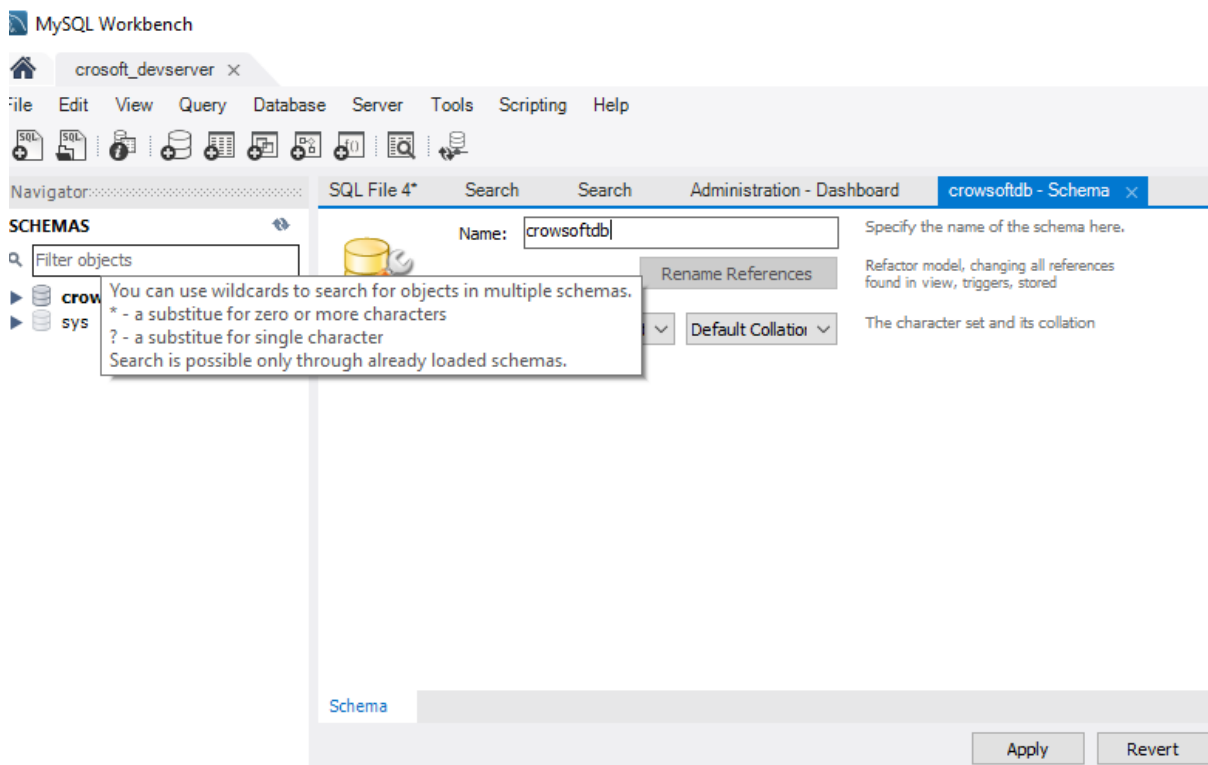 MySQL Workbench
crosoft_devserver
File Edit View Query Database Server Tools Scripting Help
SQL SQL
Navigator
SQL File 4* Search Search Administration - Dashboard crowsoftdb - Schema
SCHEMAS
Filter objects
crow
sys
You can use wildcards to search for objects in multiple schemas.
* - a substitue for zero or more characters
? - a substitue for single character
Search is possible only through already loaded schemas.
Name: crowsoftdb
Specify the name of the schema here.
Rename References
Refactor model, changing all references
found in view, triggers, stored
Default Collation
The character set and its collation
Schema
Apply Revert